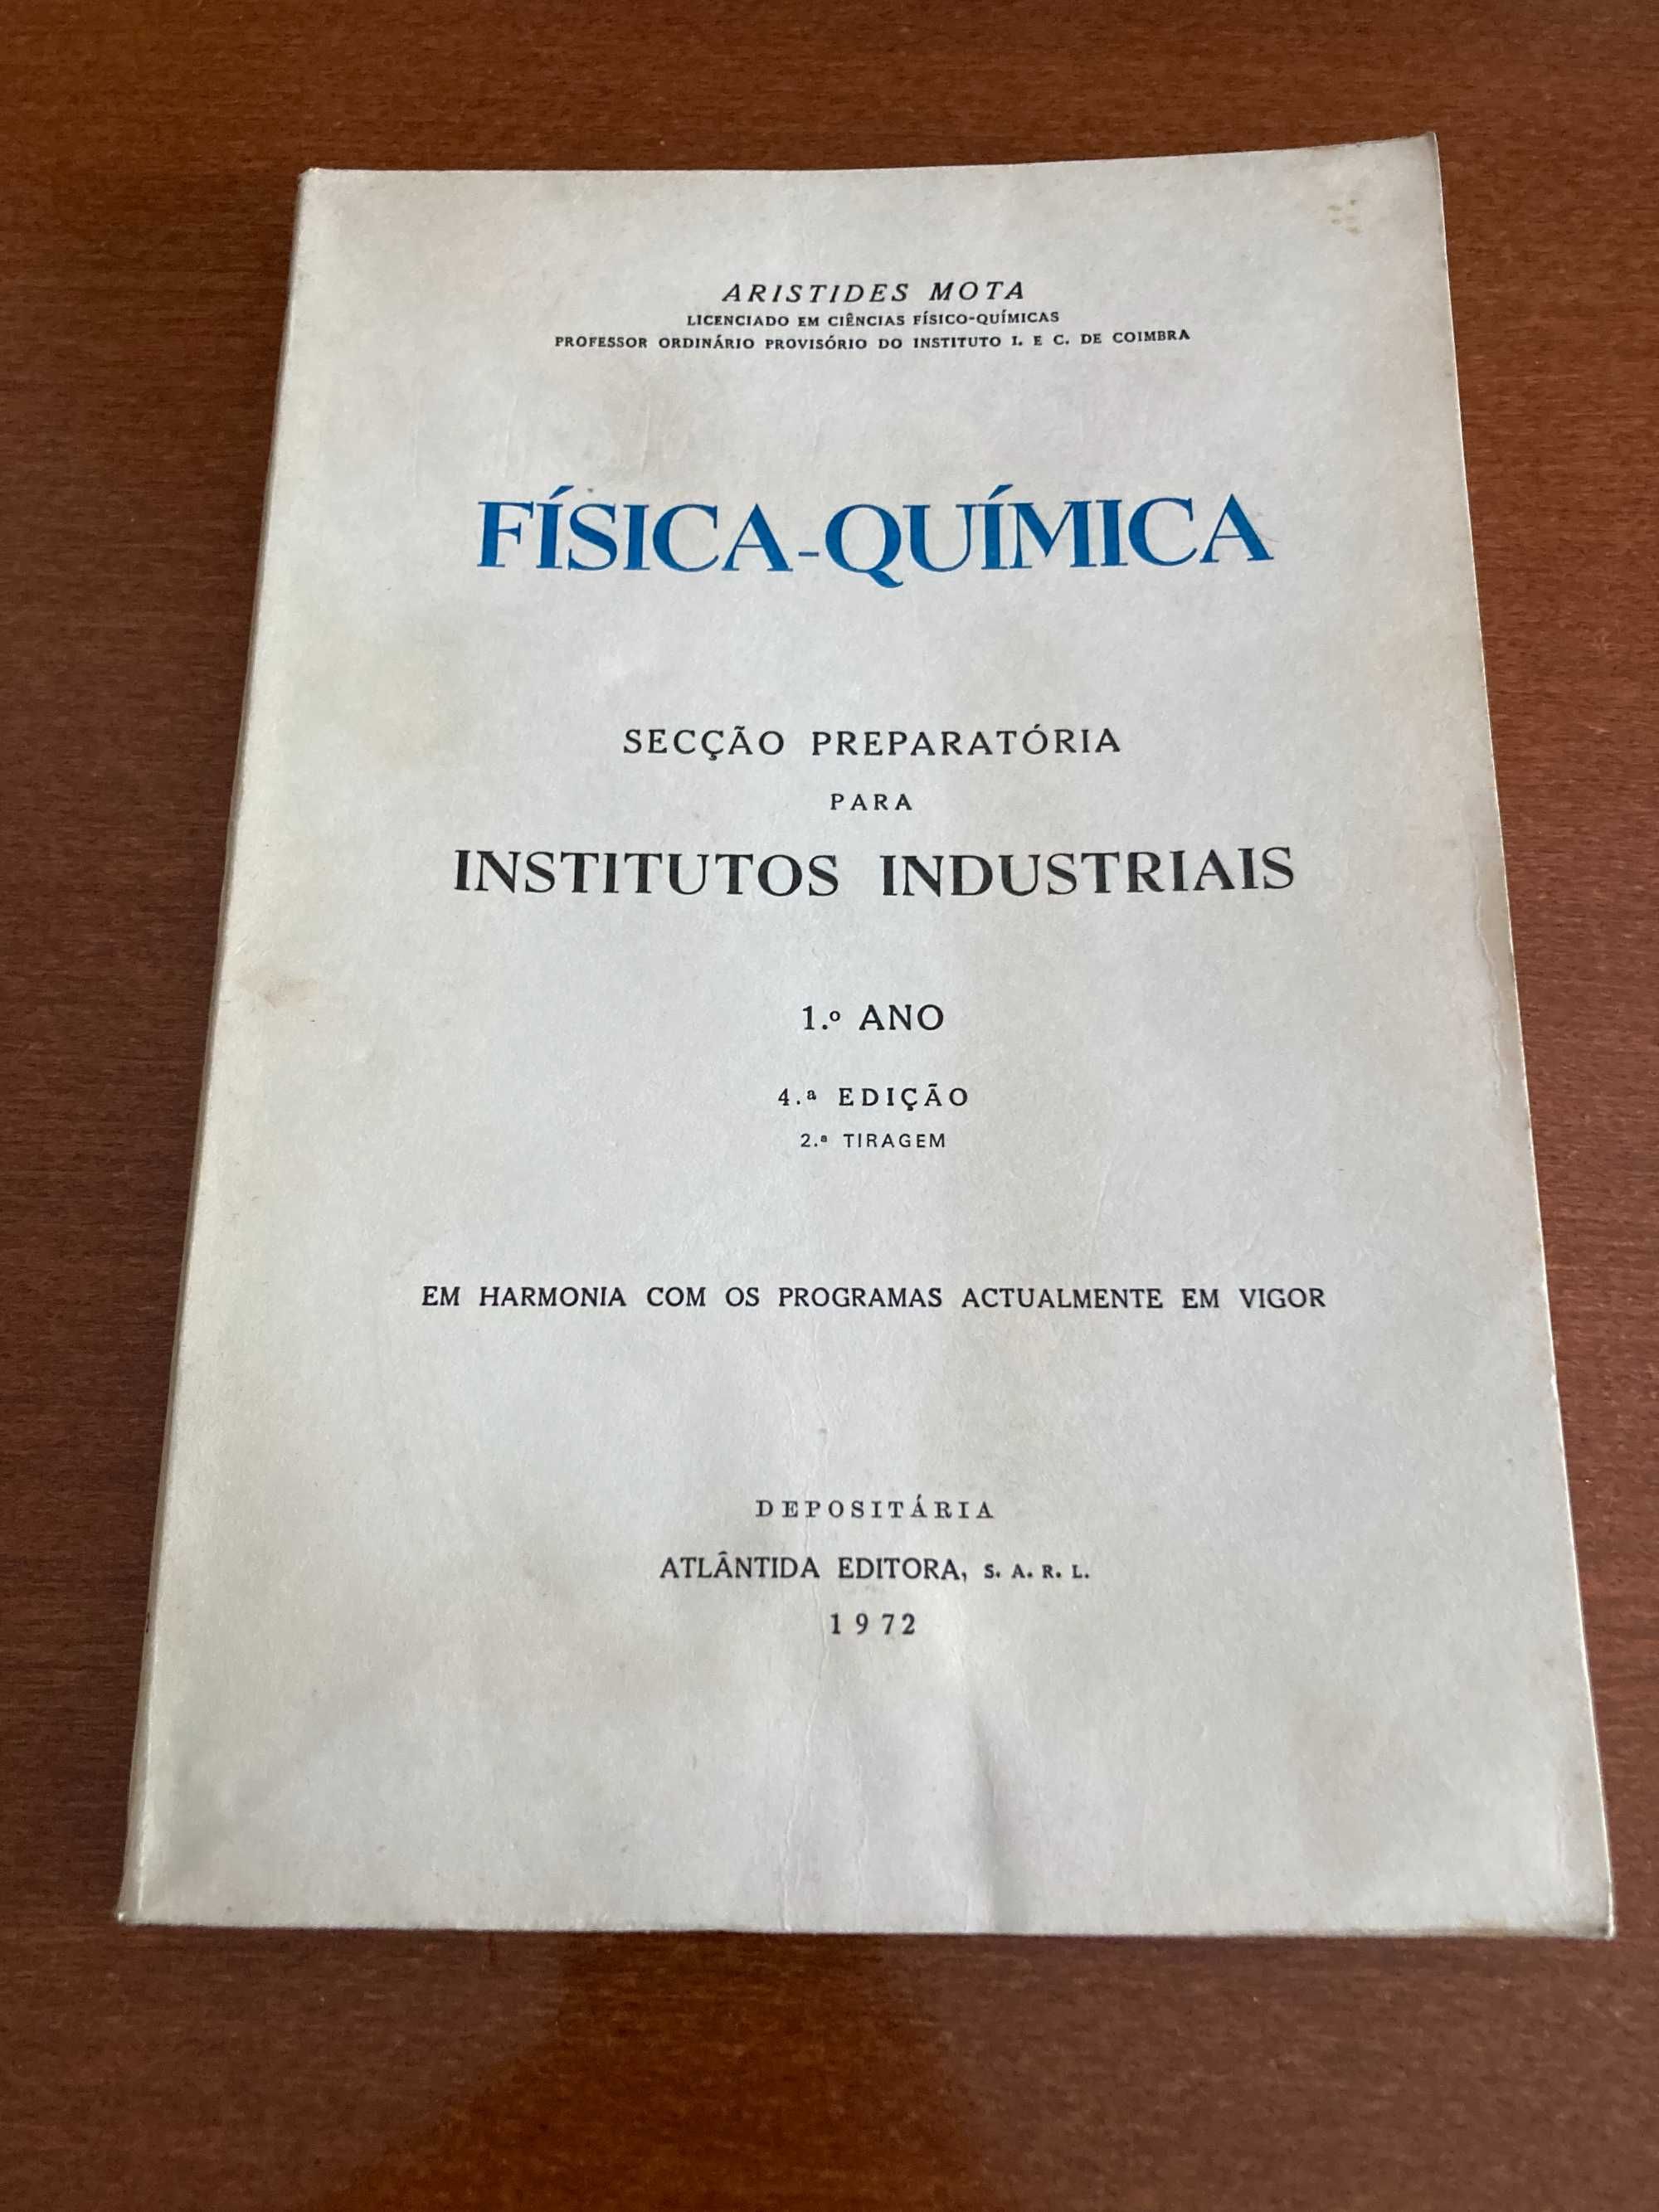 ARISTIDES MOTA
LICENCIADO EM CIÊNCIAS FÍSICO-QUÍMICAS
PROFESSOR ORDINÁRIO PROVISÓRIO DO INSTITUTO I. E C. DE COIMBRA
FÍSICA-QUÍMICA
SECÇÃO PREPARATÓRIA
PARA
INSTITUTOS INDUSTRIAIS
1.º ANO
4.ª EDIÇÃO
2.ª TIRAGEM
EM HARMONIA COM OS PROGRAMAS ACTUALMENTE EM VIGOR
DEPOSITÁRIA
ATLÂNTIDA EDITORA, S. A. R. L.
1972